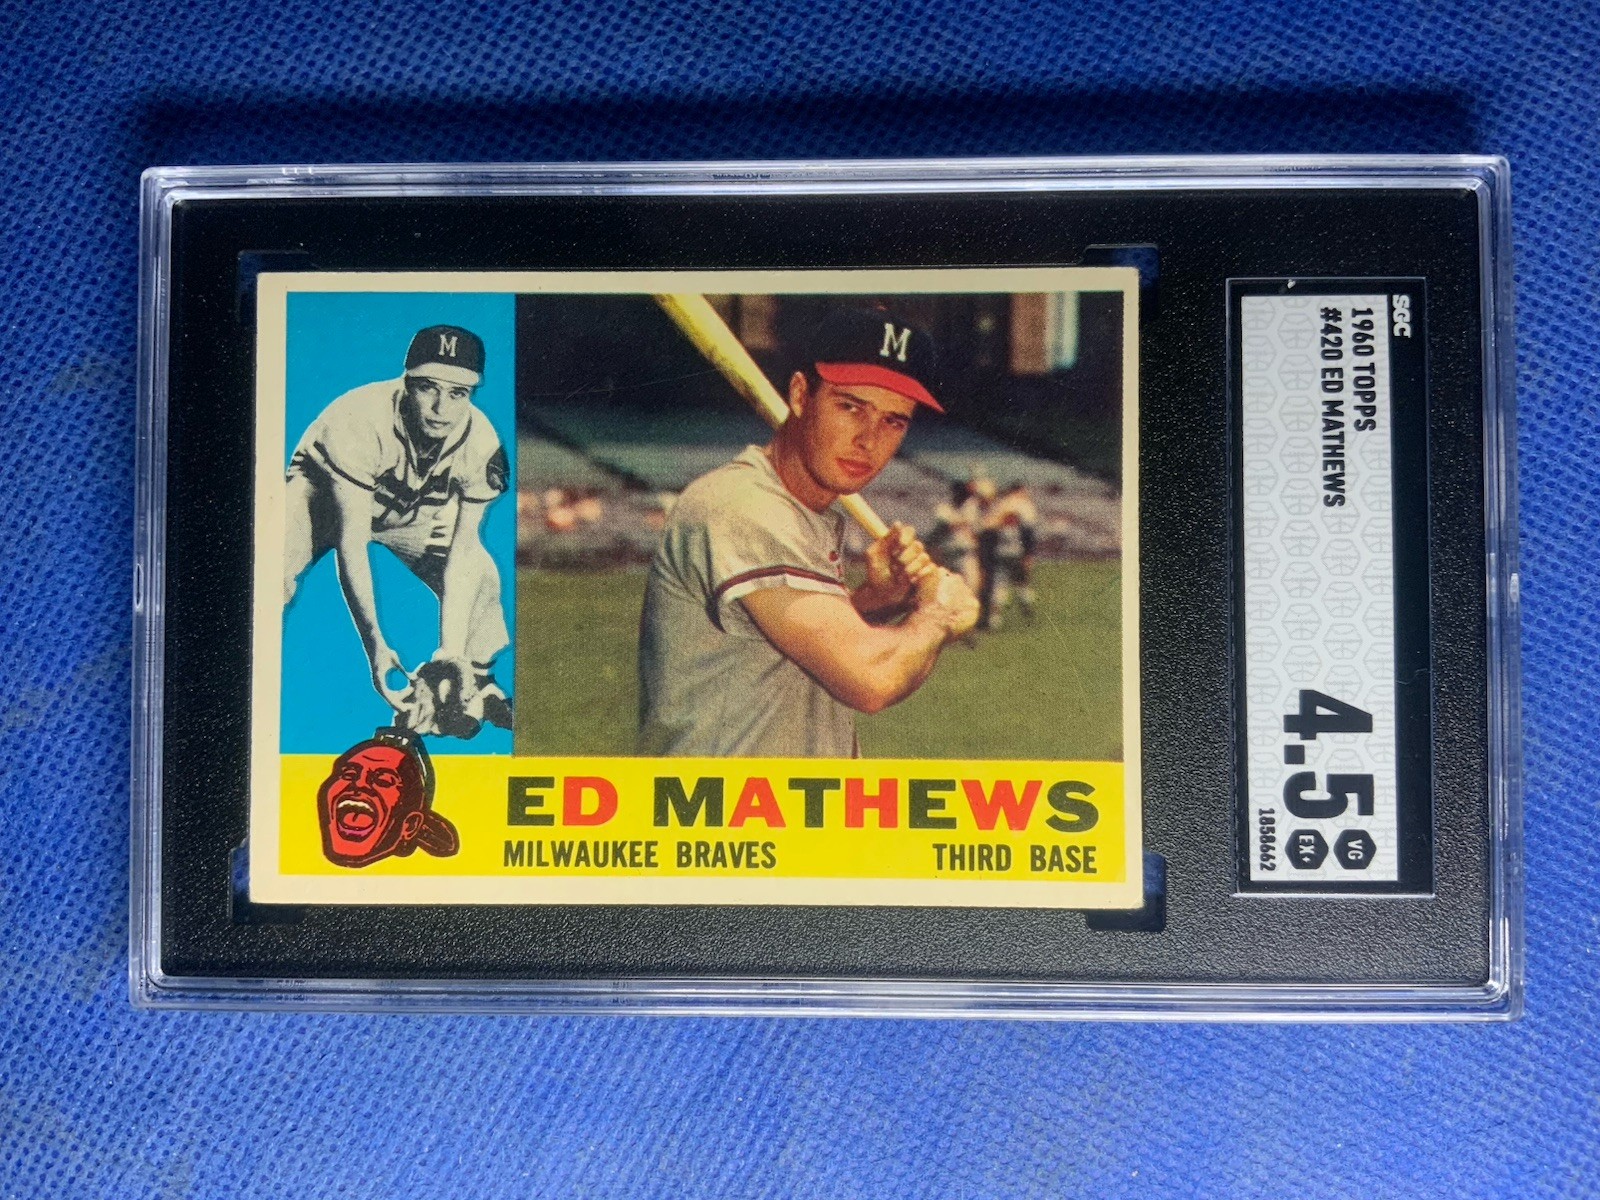 M
M
ED MATHEWS
MILWAUKEE BRAVES THIRD BASE
SGC
1960 TOPPS
#420 ED MATHEWS
4.5
VG
EX+
1858662